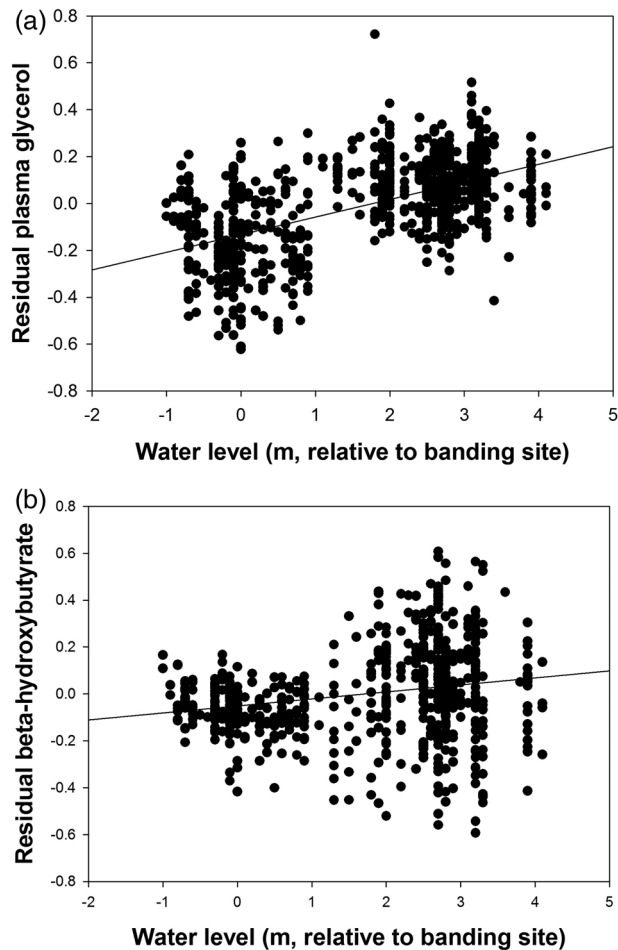 (a)
0.8
0.6
0.4
0.2
0.0
-0.2
-0.4
-0.6
0.8
Residual plasma glycerol
-2 -1 0 1 2 3 4 5
Water level (m, relative to banding site)
(b)
0.8
0.6
0.4
0.2
0.0
-0.2
-0.4
-0.6
-0.8
Residual beta-hydroxybutyrate
-2 -1 0 1 2 3 4 5
Water level (m, relative to banding site)